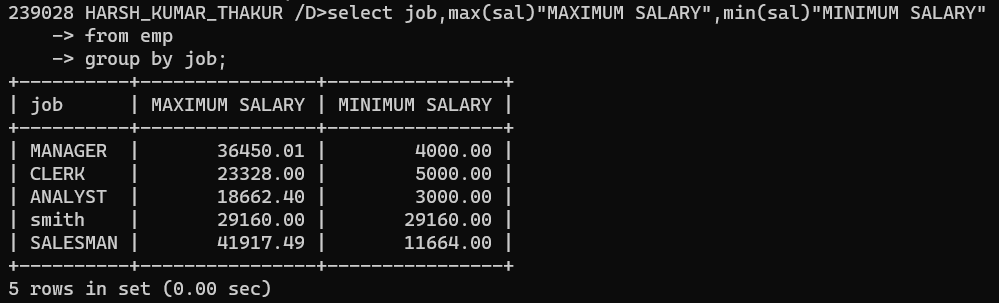 239028 HARSH_KUMAR_THAKUR /D>select job,max(sal)"MAXIMUM SALARY",min(sal)"MINIMUM SALARY"
    -> from emp
    -> group by job;
+----------+----------------+----------------+
| job      | MAXIMUM SALARY | MINIMUM SALARY |
+----------+----------------+----------------+
| MANAGER  |       36450.01 |        4000.00 |
| CLERK    |       23328.00 |        5000.00 |
| ANALYST  |       18662.40 |        3000.00 |
| smith    |       29160.00 |       29160.00 |
| SALESMAN |       41917.49 |       11664.00 |
+----------+----------------+----------------+
5 rows in set (0.00 sec)